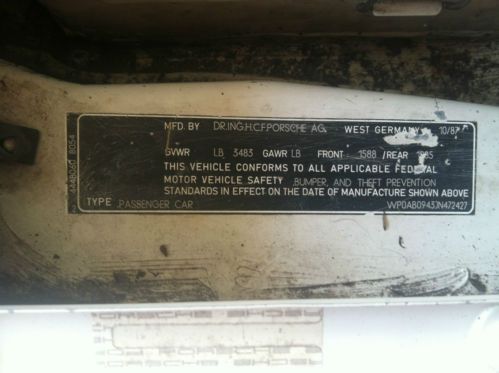 MFD. BY DR.ING.H.C.F.PORSCHE AG. WEST GERMANY 10/87
GVWR LB 3483 GAWR LB FRONT 1588 / REAR
THIS VEHICLE CONFORMS TO ALL APPLICABLE FEDERAL
MOTOR VEHICLE SAFETY, BUMPER, AND THEFT PREVENTION
STANDARDS IN EFFECT ON THE DATE OF MANUFACTURE SHOWN ABOVE
TYPE .PASSENGER CAR WP0AB0943JN472427